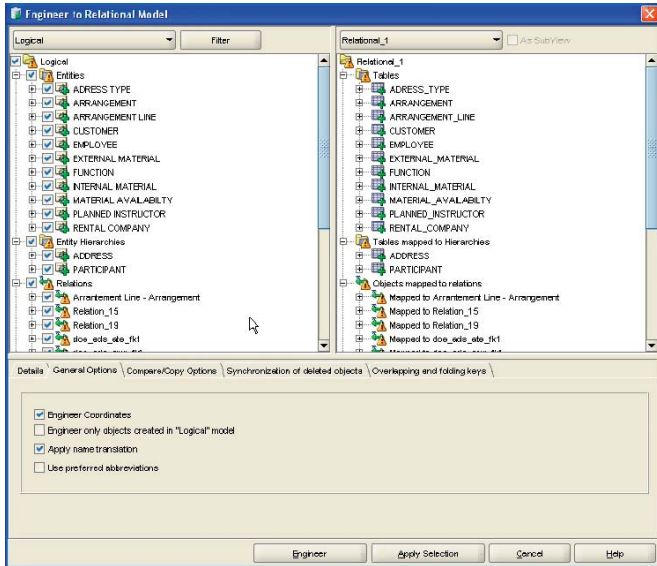 Engineer to Relational Model
Logical
Filter
Relational_1
As SubView
Logical
Entities
ADRESS TYPE
ARRANGEMENT
ARRANGEMENT LINE
CUSTOMER
EMPLOYEE
EXTERNAL MATERIAL
FUNCTION
INTERNAL MATERIAL
MATERIAL AVAILABILTY
PLANNED INSTRUCTOR
RENTAL COMPANY
Entity Hierarchies
ADDRESS
PARTICIPANT
Relations
Arrantement Line - Arrangement
Relation_15
Relation_19
doe_eds_ete_fk1
Relational_1
Tables
ADRESS_TYPE
ARRANGEMENT
ARRANGEMENT_LINE
CUSTOMER
EMPLOYEE
EXTERNAL_MATERIAL
FUNCTION
INTERNAL_MATERIAL
MATERIAL_AVAILABILTY
PLANNED_INSTRUCTOR
RENTAL_COMPANY
Tables mapped to Hierarchies
ADDRESS
PARTICIPANT
Objects mapped to relations
Mapped to Arrantement Line - Arrangement
Mapped to Relation_15
Mapped to Relation_19
Mapped to doe_eds_ete_fk1
Details General Options Compare/Copy Options Synchronization of deleted objects Overlapping and folding keys
Engineer Coordinates
Engineer only objects created in "Logical" model
Apply name translation
Use preferred abbreviations
Engineer Apply Selection Cancel Help